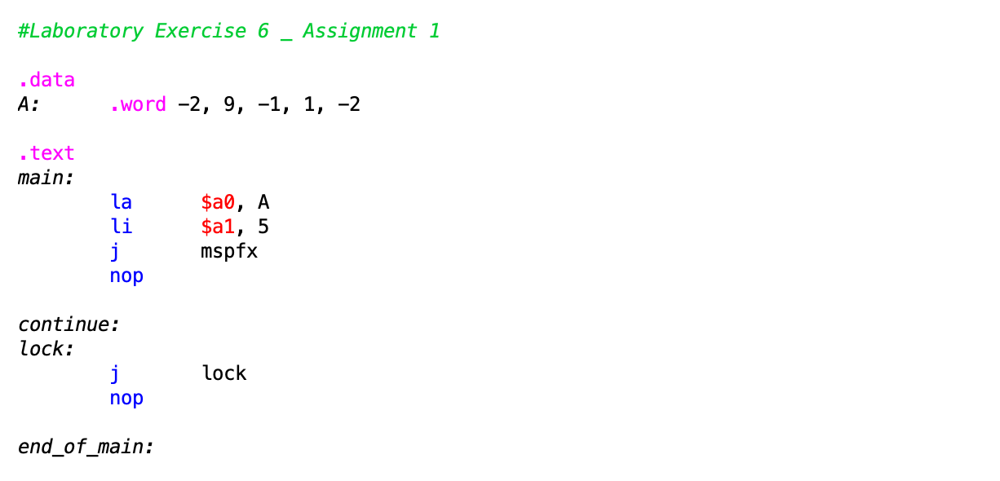 #Laboratory Exercise 6 _ Assignment 1
.data
A: .word -2, 9, -1, 1, -2
.text
main:
la $a0, A
li $a1, 5
j mspfx
nop
continue:
lock:
j lock
nop
end_of_main: